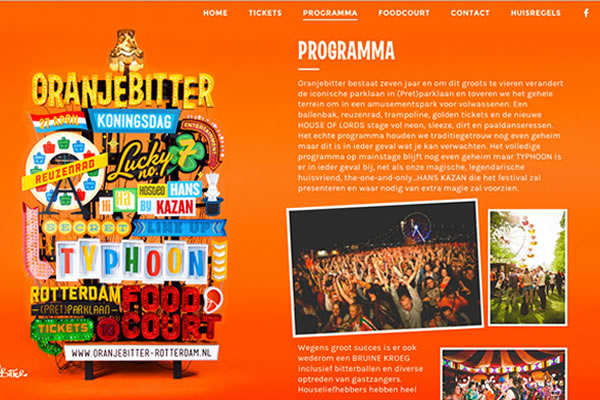 HOME TICKETS PROGRAMMA FOODCOURT CONTACT HUISREGELS f
ORANJEBITTER
27 APRIL
KONINGSDAG
ENTERTAINMENT
REUZENRAD
Lucky no. 7
Hi Ha HOSTED BY HANS KAZAN
SECRET LINE UP
TYPHOON
ROTTERDAM
(PRET)PARKLAAN
TICKETS
FOOD COURT
WWW.ORANJEBITTER-ROTTERDAM.NL
PROGRAMMA
Oranjebitter bestaat zeven jaar en om dit groots te vieren verandert
de iconische parklaan in (Pret)parklaan en toveren we het gehele
terrein om in een amusementspark voor volwassenen. Een
ballenbak, reuzenrad, trampoline, golden tickets en de nieuwe
HOUSE OF LORDS stage vol neon, sleeze, dirt en paaldanseressen.
Het echte programma houden we traditiegetrouw nog even geheim
maar dit is in ieder geval wat je kan verwachten. Het volledige
programma op mainstage blijft nog even geheim maar TYPHOON is
er in ieder geval bij, net als onze magische, legendarische
huisvriend, the-one-and-only...HANS KAZAN die het festival zal
presenteren en waar nodig van extra magie zal voorzien.
Wegens groot succes is er ook
wederom een BRUINE KROEG
inclusief bitterballen en diverse
optreden van gastzangers.
Houseliefhebbers hebben heel